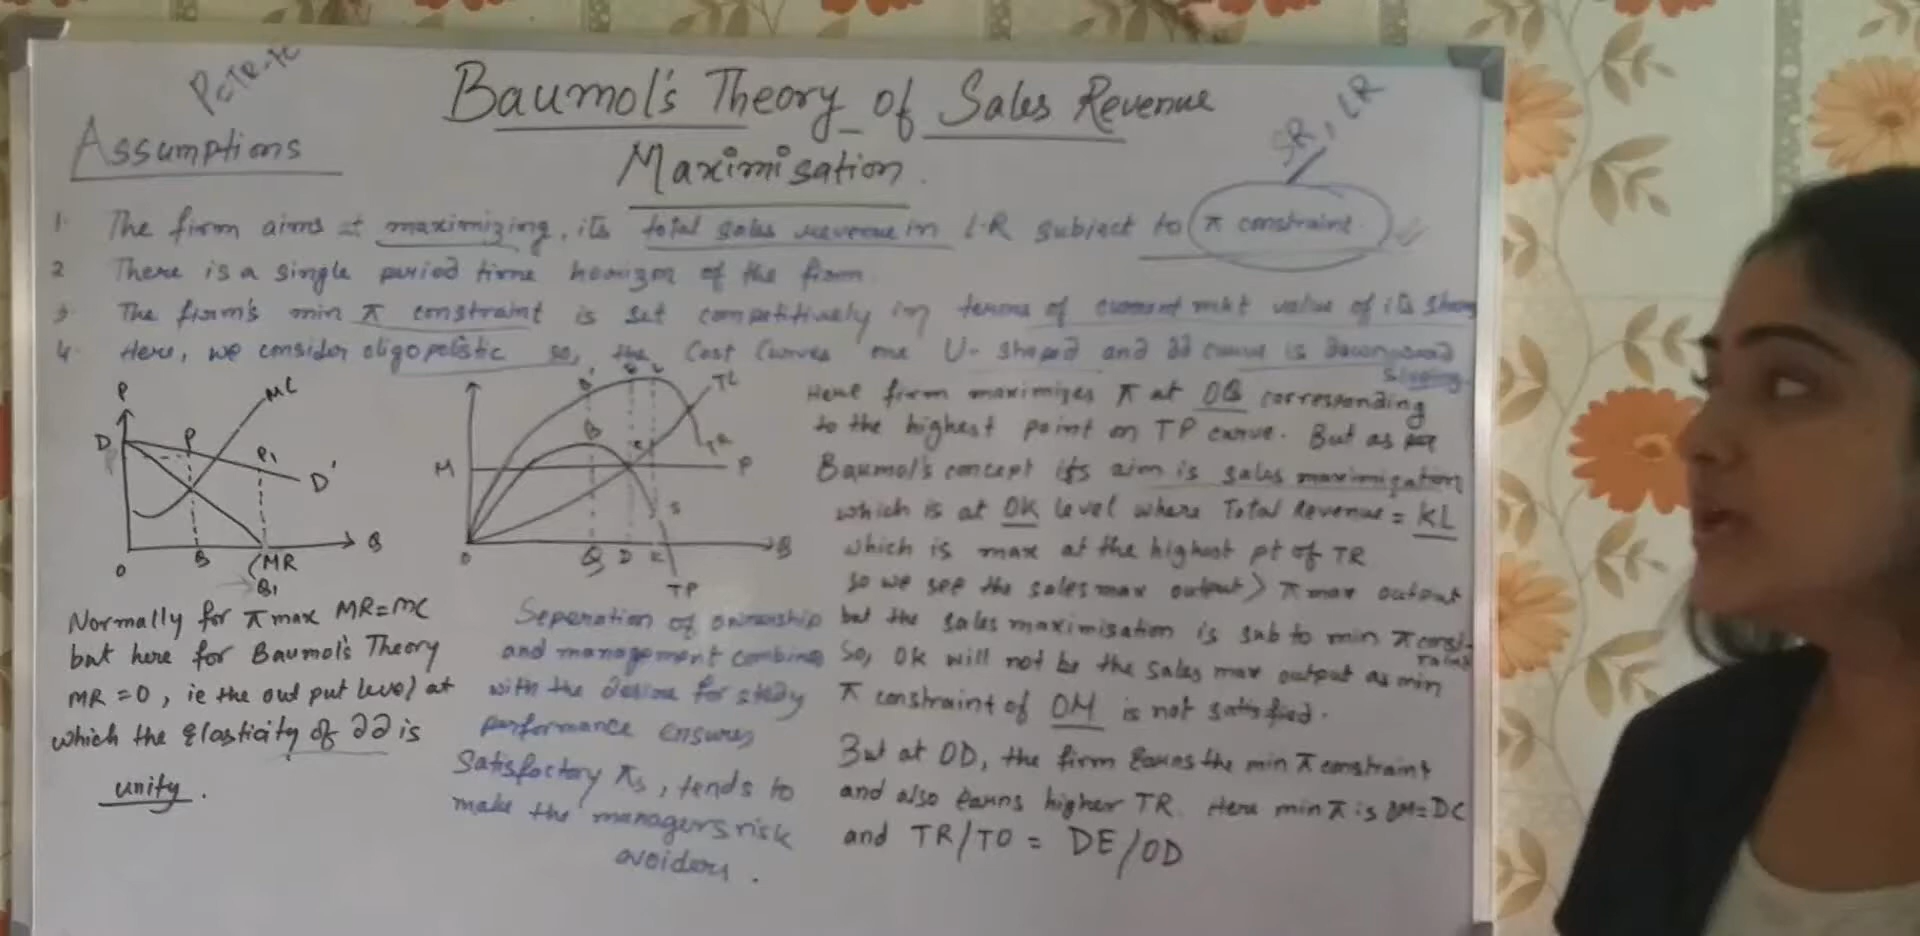 P=TR-TC
Baumol's Theory of Sales Revenue
Maximisation.
Assumptions
SR, LR
1. The firm aims at maximizing, its total sales revenue in L.R subject to π constraint.
2 There is a single period time horizon of the firm.
3. The firm's min π constraint is set competitively in terms of current mkt value of its
4. Here, we consider oligopolistic so, the Cost Curves are U-shaped and dd curve is downward
sloping.
P
MC
D
P
P1
D'
O
B
MR
Q1
Q
Normally for π max MR=MC
but here for Baumol's Theory
MR=0, ie the out put level at
which the elasticity of dd is
unity.
TC
TR
M
B
C
P
S
O
Q D K
TP
Seperation of ownership
and management combine
with the desire for
performance ensures
Satisfactory πs, tends to
make the managers risk
avoiders.
Here firm maximizes π at OQ corresponding
to the highest point on TP curve. But as per
Baumol's concept its aim is sales maximization
which is at OK level where Total Revenue = KL
which is max at the highest pt of TR
so we see the sales max output > π max output
but the sales maximisation is sub to min π const-
raint
So, OK will not be the sales max output as min
π constraint of OM is not satisfied.
But at OD, the firm earns the min π constraint
and also earns higher TR. Here min π is OM=DC
and TR/TO = DE/OD